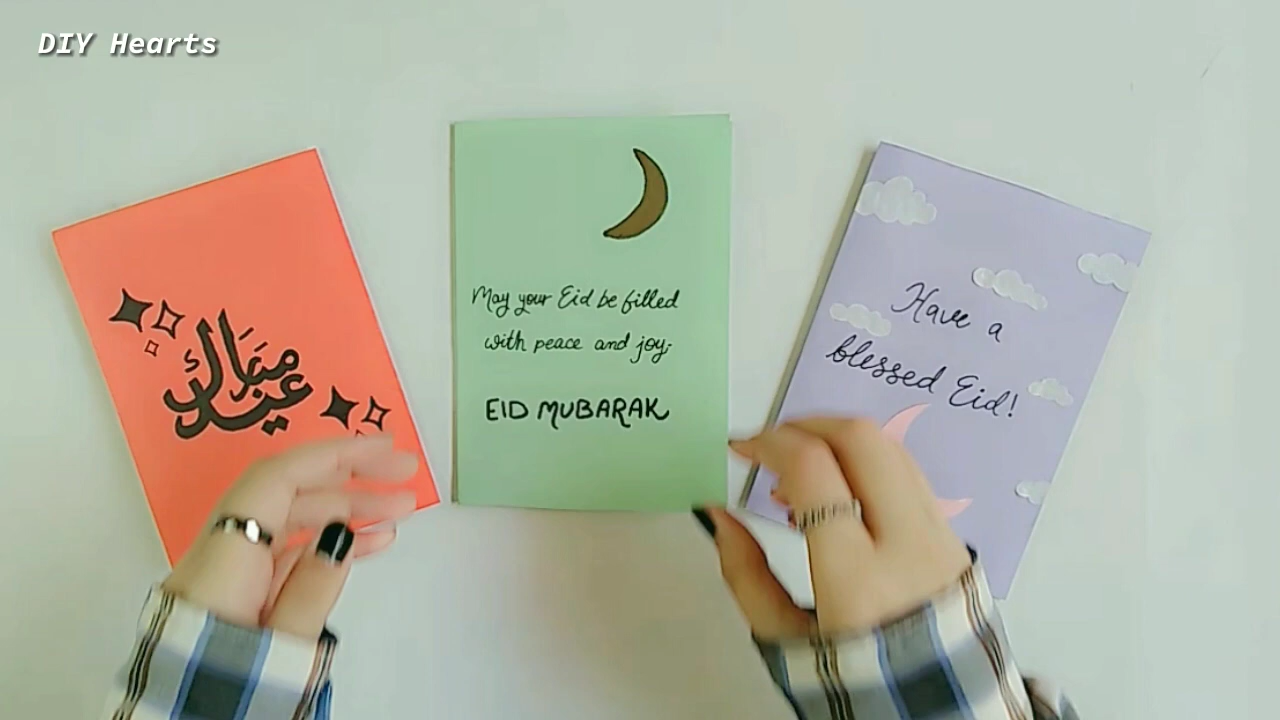 DIY Hearts
عيد
مبارك
May your Eid be filled
with peace and joy;
EID MUBARAK
Have a
blessed Eid!